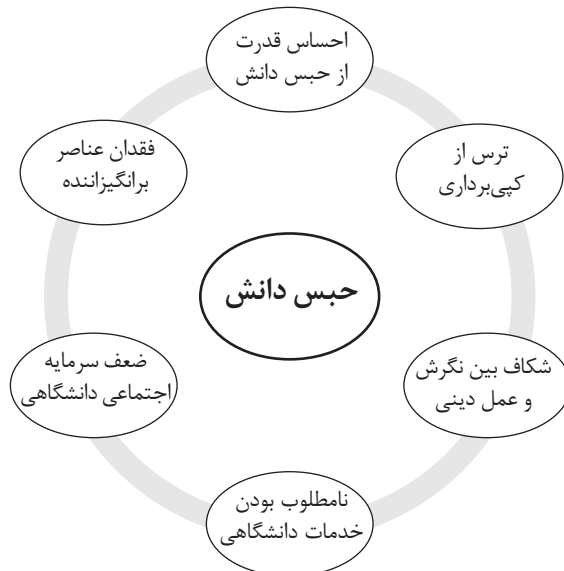 احساس قدرت
از حبس دانش
ترس از
کپی‌برداری
شکاف بین نگرش
و عمل دینی
نامطلوب بودن
خدمات دانشگاهی
ضعف سرمایه
اجتماعی دانشگاهی
فقدان عناصر
برانگیزاننده
حبس دانش